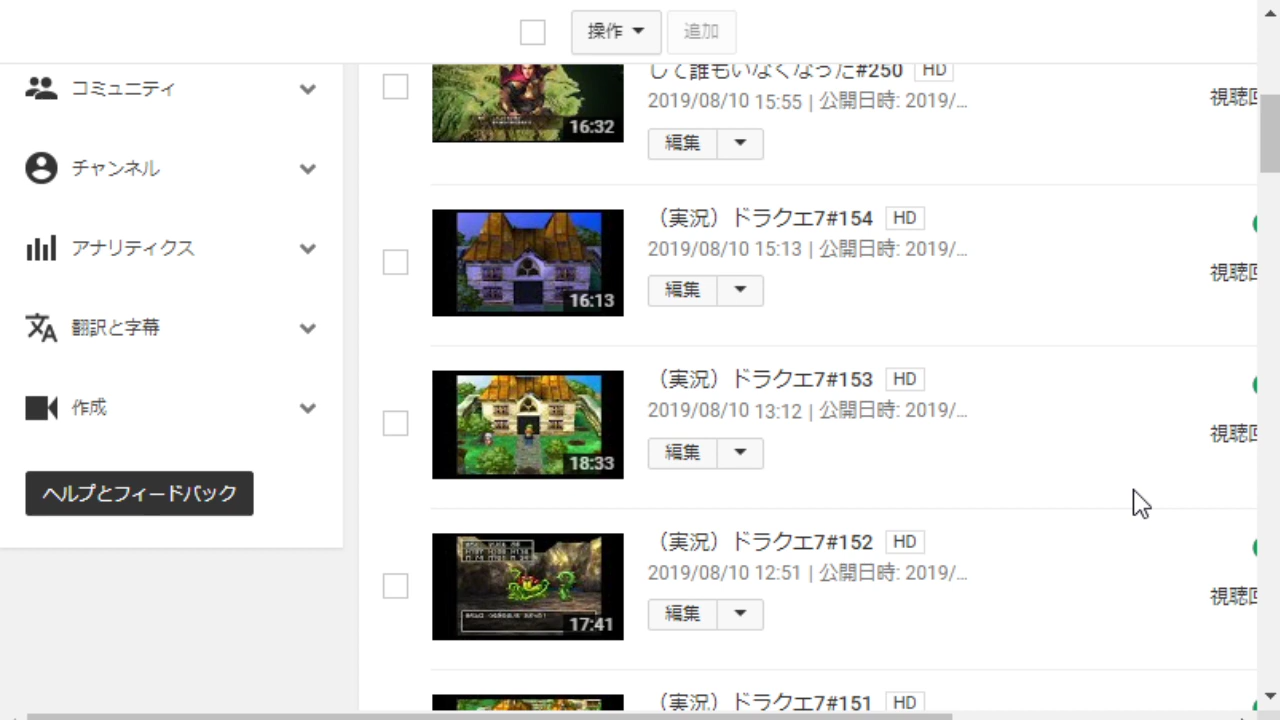 操作
追加
コミュニティ
チャンネル
アナリティクス
翻訳と字幕
作成
ヘルプとフィードバック
16:32
して誰もいなくなった#250 HD
2019/08/10 15:55 | 公開日時: 2019/...
編集
視聴回
16:13
（実況）ドラクエ7#154 HD
2019/08/10 15:13 | 公開日時: 2019/...
編集
視聴回
18:33
（実況）ドラクエ7#153 HD
2019/08/10 13:12 | 公開日時: 2019/...
編集
視聴回
17:41
（実況）ドラクエ7#152 HD
2019/08/10 12:51 | 公開日時: 2019/...
編集
視聴回
（実況）ドラクエ7#151 HD